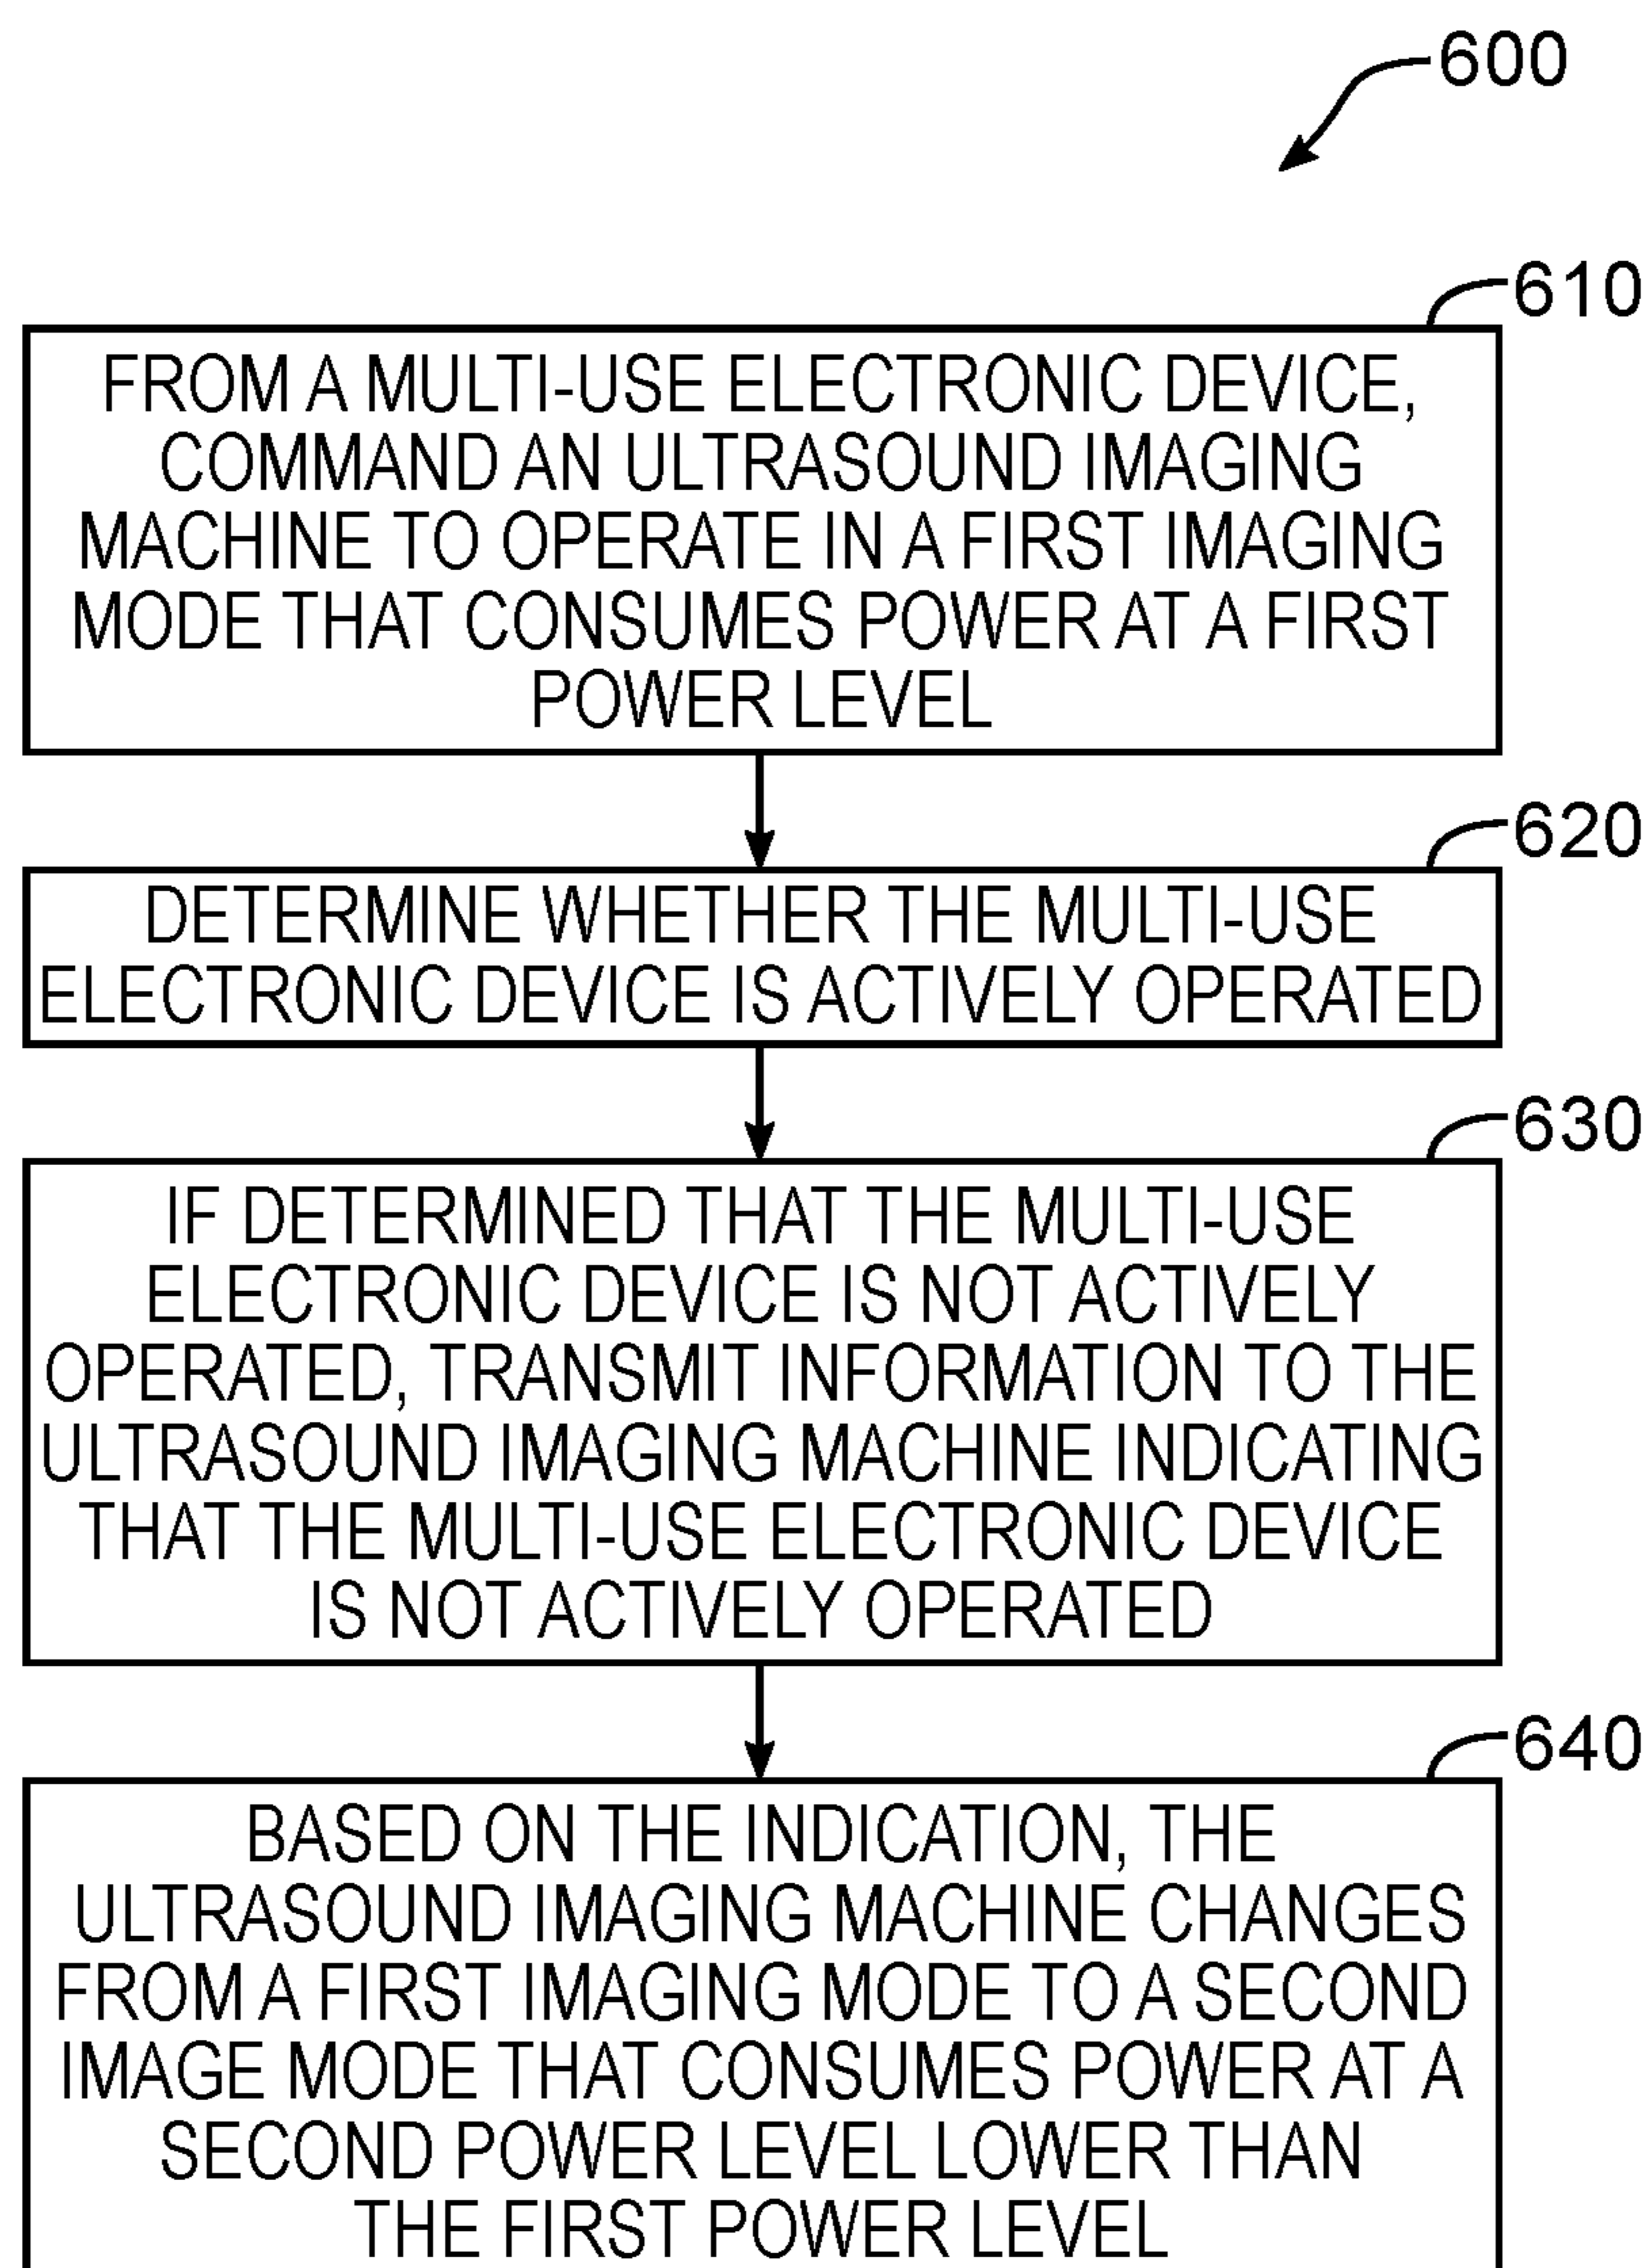 600
610
FROM A MULTI-USE ELECTRONIC DEVICE,
COMMAND AN ULTRASOUND IMAGING
MACHINE TO OPERATE IN A FIRST IMAGING
MODE THAT CONSUMES POWER AT A FIRST
POWER LEVEL
620
DETERMINE WHETHER THE MULTI-USE
ELECTRONIC DEVICE IS ACTIVELY OPERATED
630
IF DETERMINED THAT THE MULTI-USE
ELECTRONIC DEVICE IS NOT ACTIVELY
OPERATED, TRANSMIT INFORMATION TO THE
ULTRASOUND IMAGING MACHINE INDICATING
THAT THE MULTI-USE ELECTRONIC DEVICE
IS NOT ACTIVELY OPERATED
640
BASED ON THE INDICATION, THE
ULTRASOUND IMAGING MACHINE CHANGES
FROM A FIRST IMAGING MODE TO A SECOND
IMAGE MODE THAT CONSUMES POWER AT A
SECOND POWER LEVEL LOWER THAN
THE FIRST POWER LEVEL